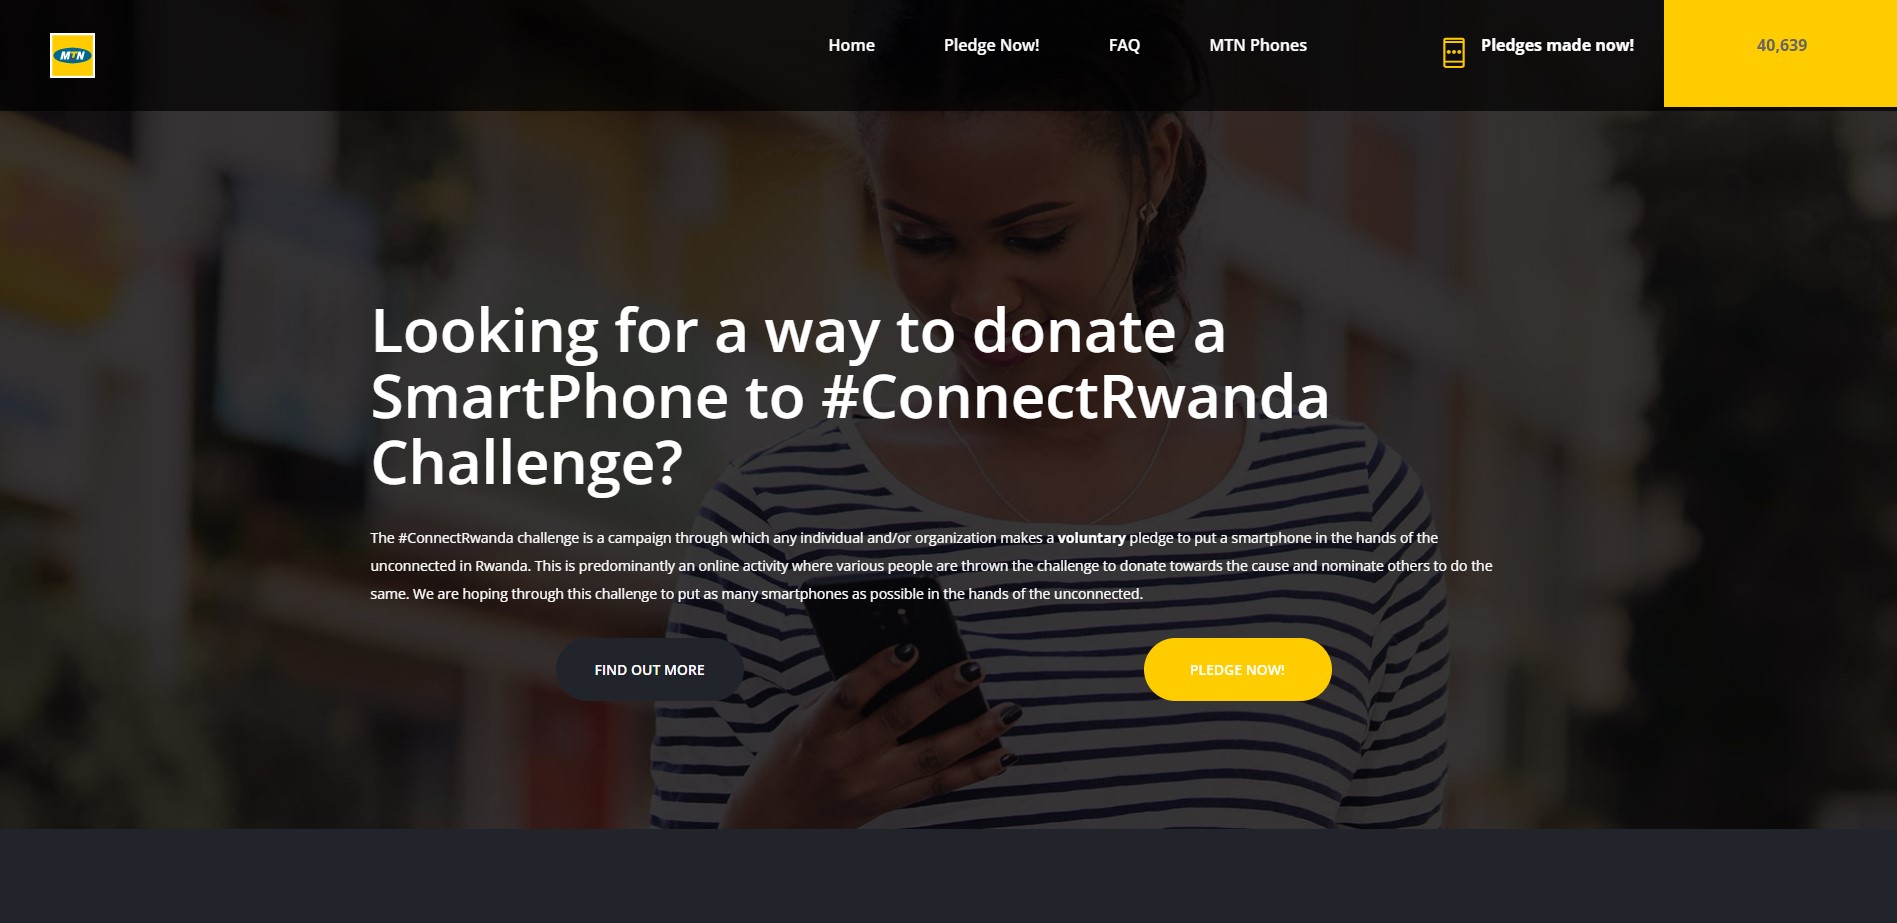 MTN
Home
Pledge Now!
FAQ
MTN Phones
Pledges made now!
40,639
Looking for a way to donate a
SmartPhone to #ConnectRwanda
Challenge?
The #ConnectRwanda challenge is a campaign through which any individual and/or organization makes a voluntary pledge to put a smartphone in the hands of the
unconnected in Rwanda. This is predominantly an online activity where various people are thrown the challenge to donate towards the cause and nominate others to do the
same. We are hoping through this challenge to put as many smartphones as possible in the hands of the unconnected.
FIND OUT MORE
PLEDGE NOW!